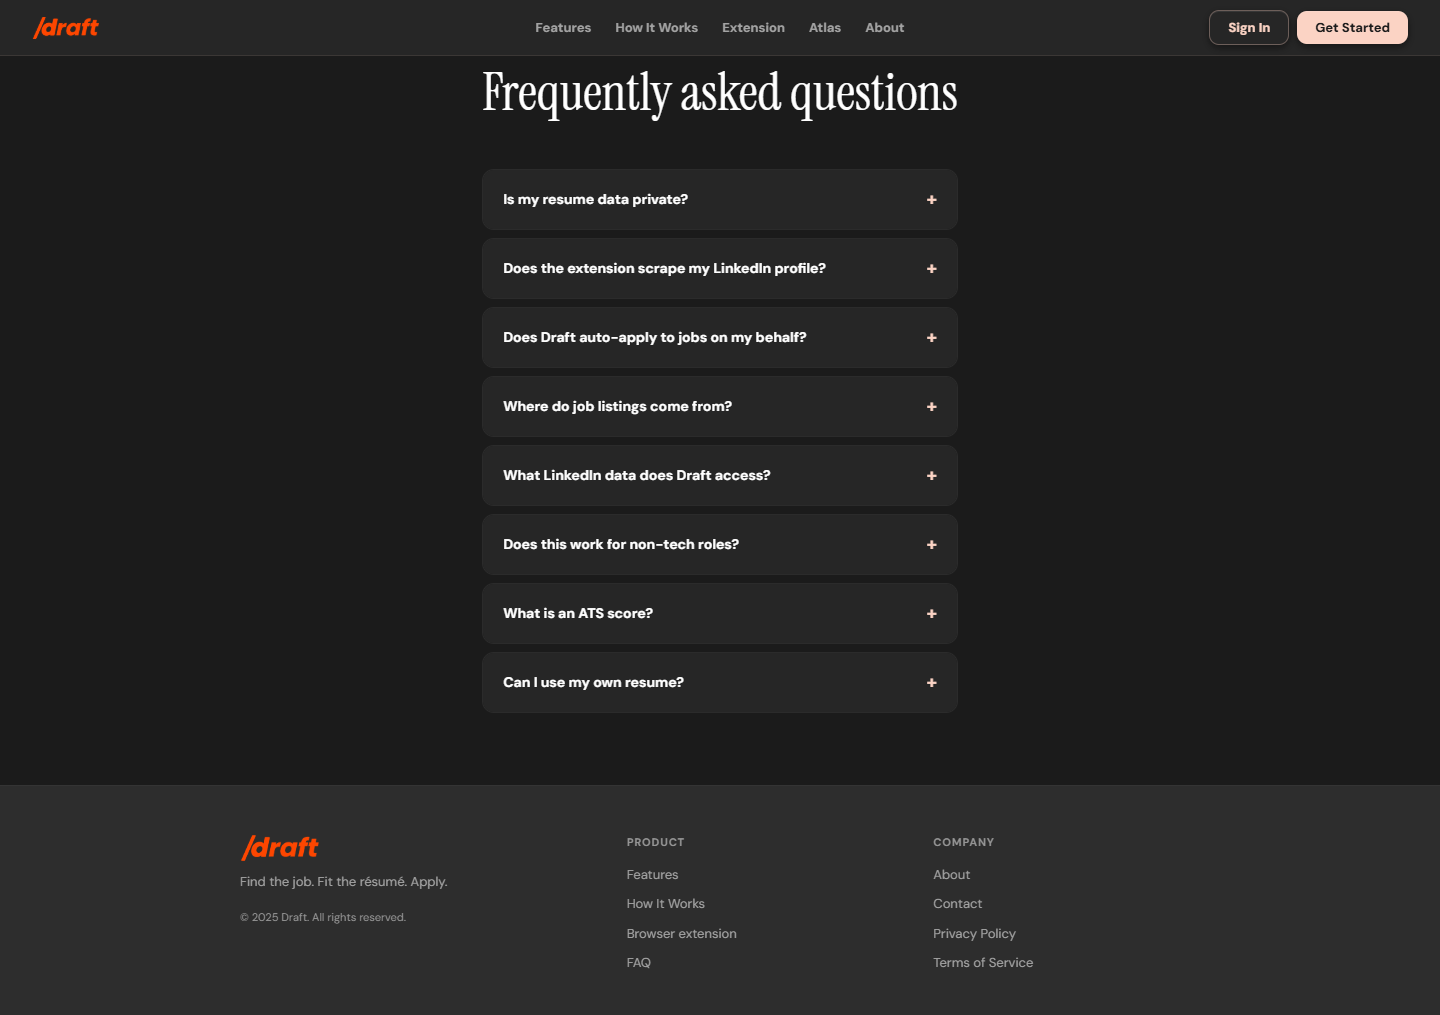 /draft
Features
How It Works
Extension
Atlas
About
Sign In
Get Started
Frequently asked questions
Is my resume data private?
+
Does the extension scrape my LinkedIn profile?
+
Does Draft auto-apply to jobs on my behalf?
+
Where do job listings come from?
+
What LinkedIn data does Draft access?
+
Does this work for non-tech roles?
+
What is an ATS score?
+
Can I use my own resume?
+
/draft
Find the job. Fit the résumé. Apply.
© 2025 Draft. All rights reserved.
PRODUCT
Features
How It Works
Browser extension
FAQ
COMPANY
About
Contact
Privacy Policy
Terms of Service